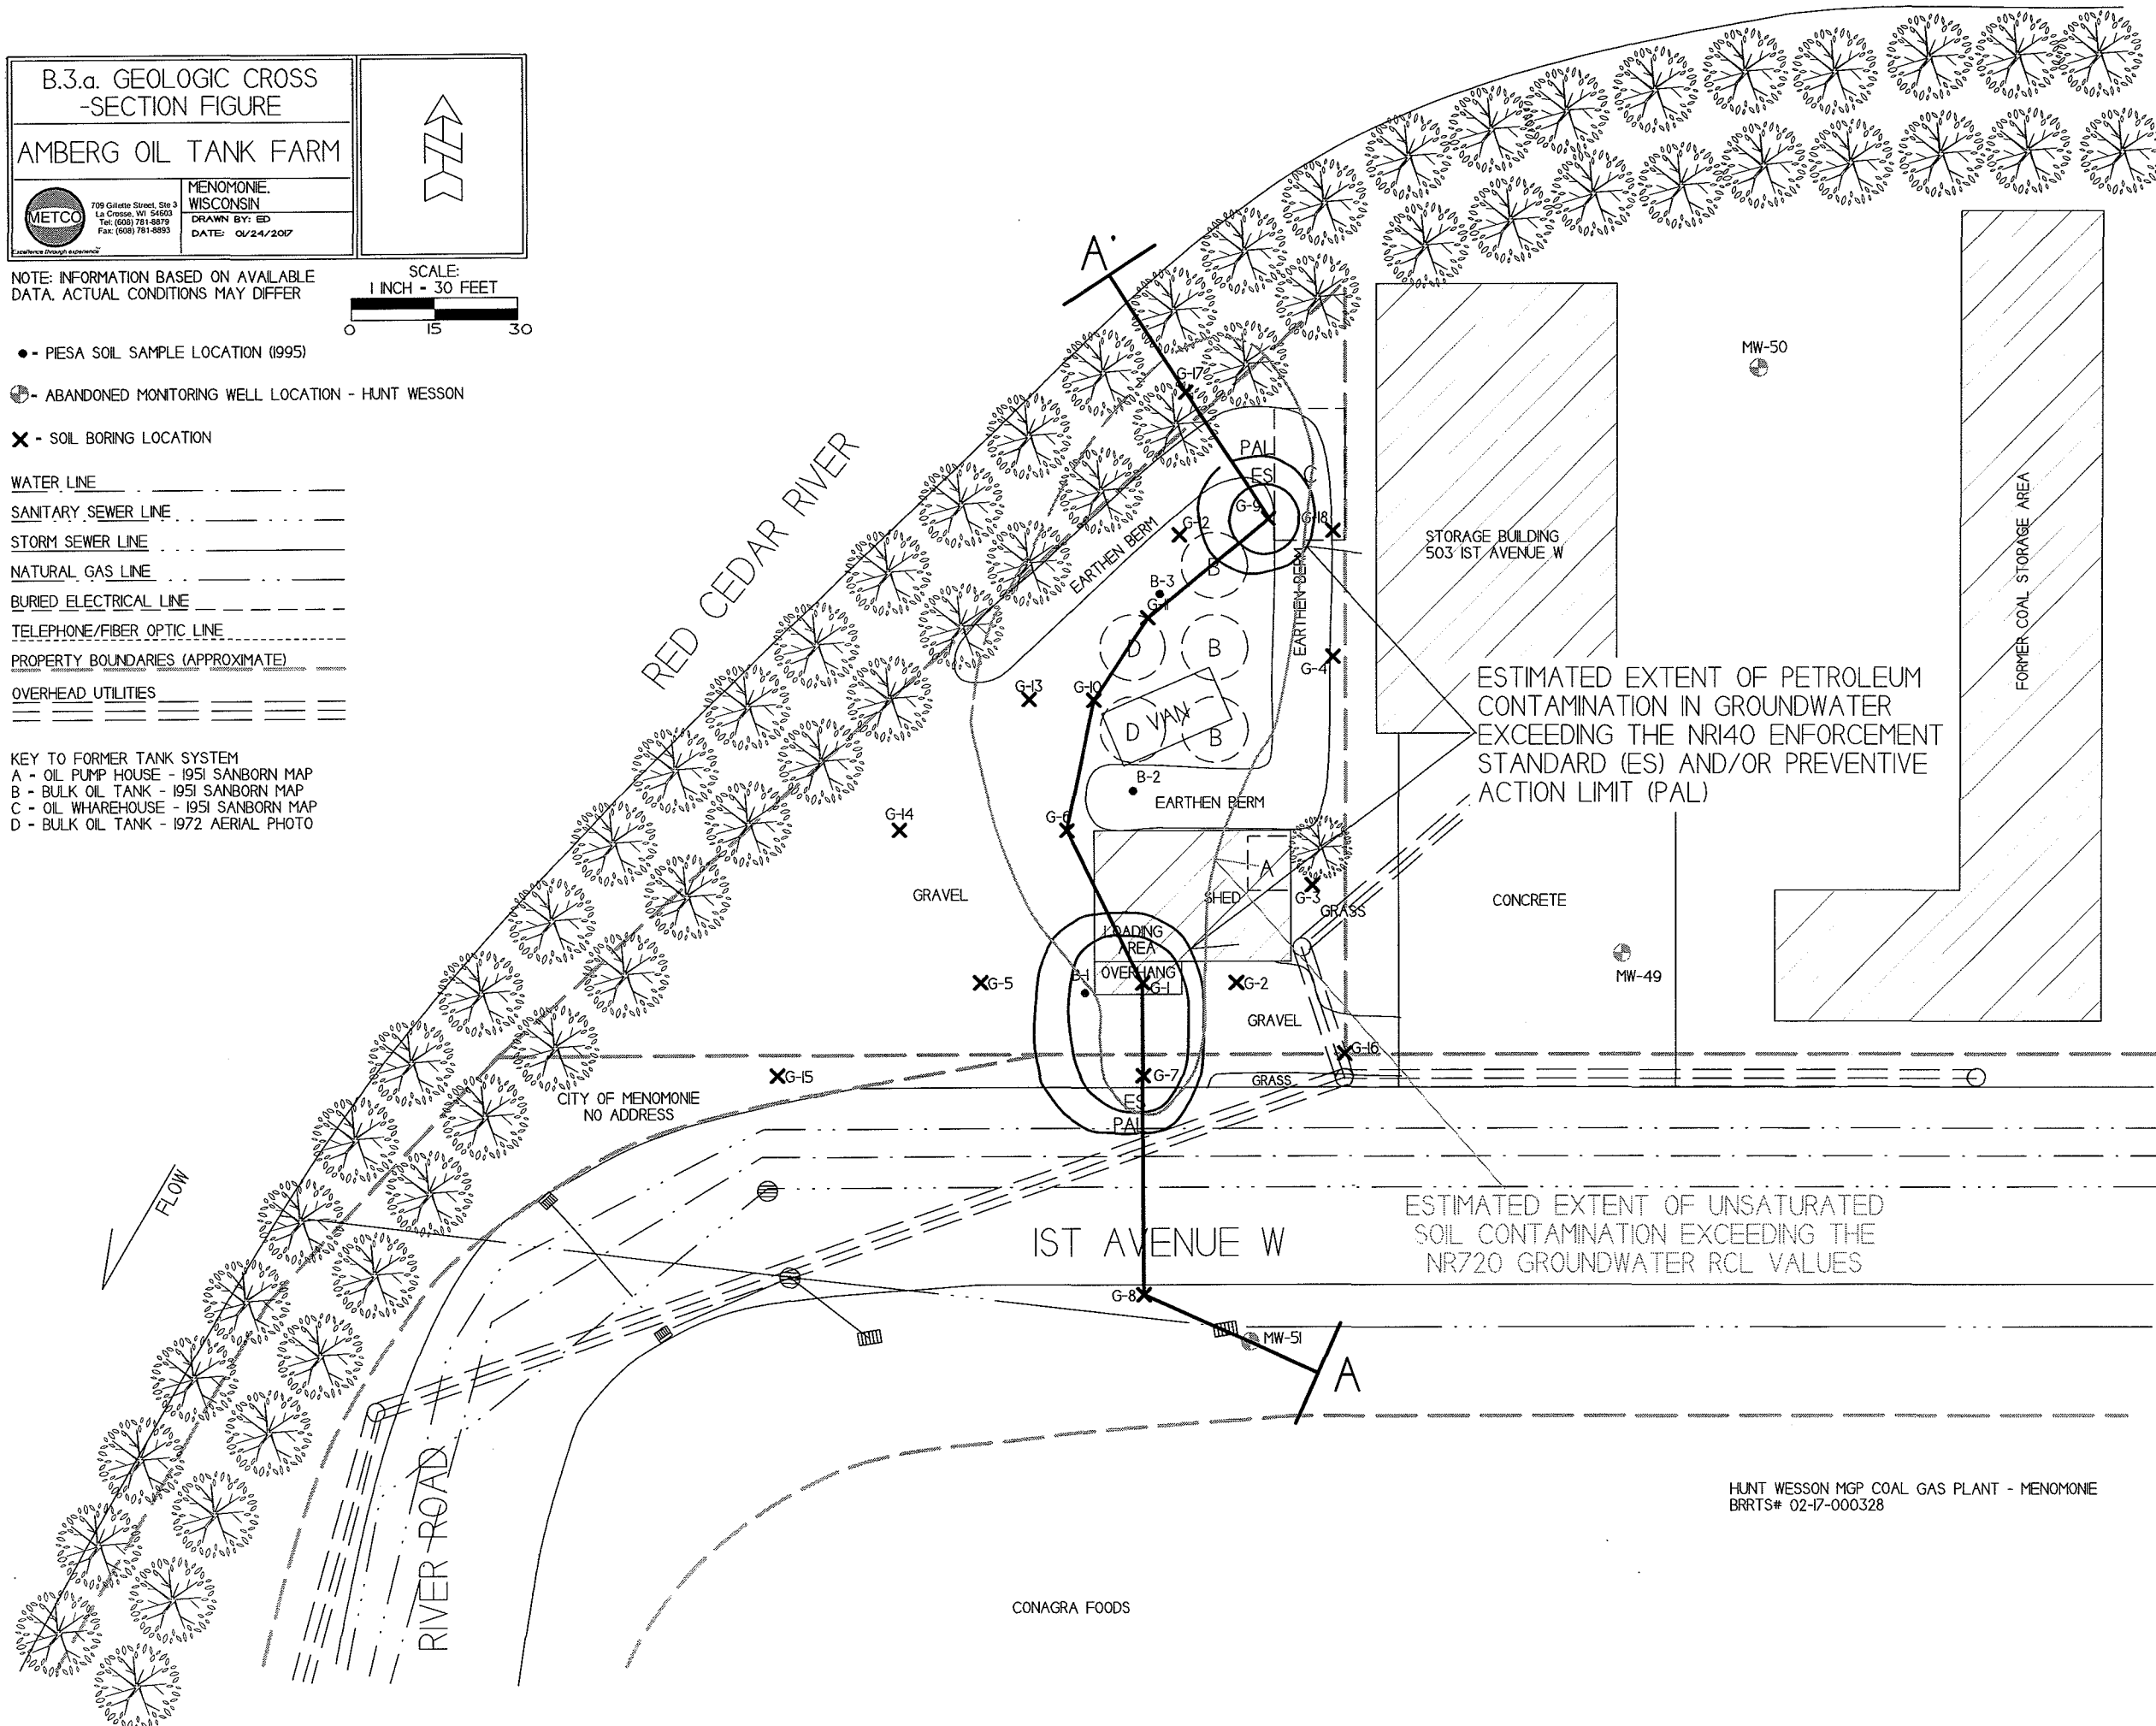 B.3.a. GEOLOGIC CROSS
-SECTION FIGURE
AMBERG OIL TANK FARM
METCO
Excellence through experience
709 Gillette Street, Ste 3
La Crosse, WI 54603
Tel: (608) 781-8879
Fax: (608) 781-8893
MENOMONIE,
WISCONSIN
DRAWN BY: ED
DATE: 01/24/2017
N
NOTE: INFORMATION BASED ON AVAILABLE
DATA. ACTUAL CONDITIONS MAY DIFFER
SCALE:
1 INCH - 30 FEET
0 15 30
- PIESA SOIL SAMPLE LOCATION (1995)
- ABANDONED MONITORING WELL LOCATION - HUNT WESSON
- SOIL BORING LOCATION
WATER LINE
SANITARY SEWER LINE
STORM SEWER LINE
NATURAL GAS LINE
BURIED ELECTRICAL LINE
TELEPHONE/FIBER OPTIC LINE
PROPERTY BOUNDARIES (APPROXIMATE)
OVERHEAD UTILITIES
KEY TO FORMER TANK SYSTEM
A - OIL PUMP HOUSE - 1951 SANBORN MAP
B - BULK OIL TANK - 1951 SANBORN MAP
C - OIL WHAREHOUSE - 1951 SANBORN MAP
D - BULK OIL TANK - 1972 AERIAL PHOTO
A'
G-17
MW-50
RED CEDAR RIVER
PAL
ES
C
G-9
G-18
G-12
EARTHEN BERM
B
B-3
G-11
EARTHEN BERM
STORAGE BUILDING
503 1ST AVENUE W
FORMER COAL STORAGE AREA
D
B
G-4
G-13
G-10
D
VAN
B
ESTIMATED EXTENT OF PETROLEUM
CONTAMINATION IN GROUNDWATER
EXCEEDING THE NR140 ENFORCEMENT
STANDARD (ES) AND/OR PREVENTIVE
ACTION LIMIT (PAL)
B-2
EARTHEN BERM
G-14
G-6
A
GRAVEL
SHED
G-3
GRASS
CONCRETE
LOADING
AREA
OVERHANG
B-1
G-1
G-5
G-2
MW-49
GRAVEL
G-16
G-15
G-7
GRASS
CITY OF MENOMONIE
NO ADDRESS
ES
PAL
FLOW
1ST AVENUE W
ESTIMATED EXTENT OF UNSATURATED
SOIL CONTAMINATION EXCEEDING THE
NR720 GROUNDWATER RCL VALUES
G-8
MW-51
A
RIVER ROAD
HUNT WESSON MGP COAL GAS PLANT - MENOMONIE
BRRTS# 02-17-000328
CONAGRA FOODS